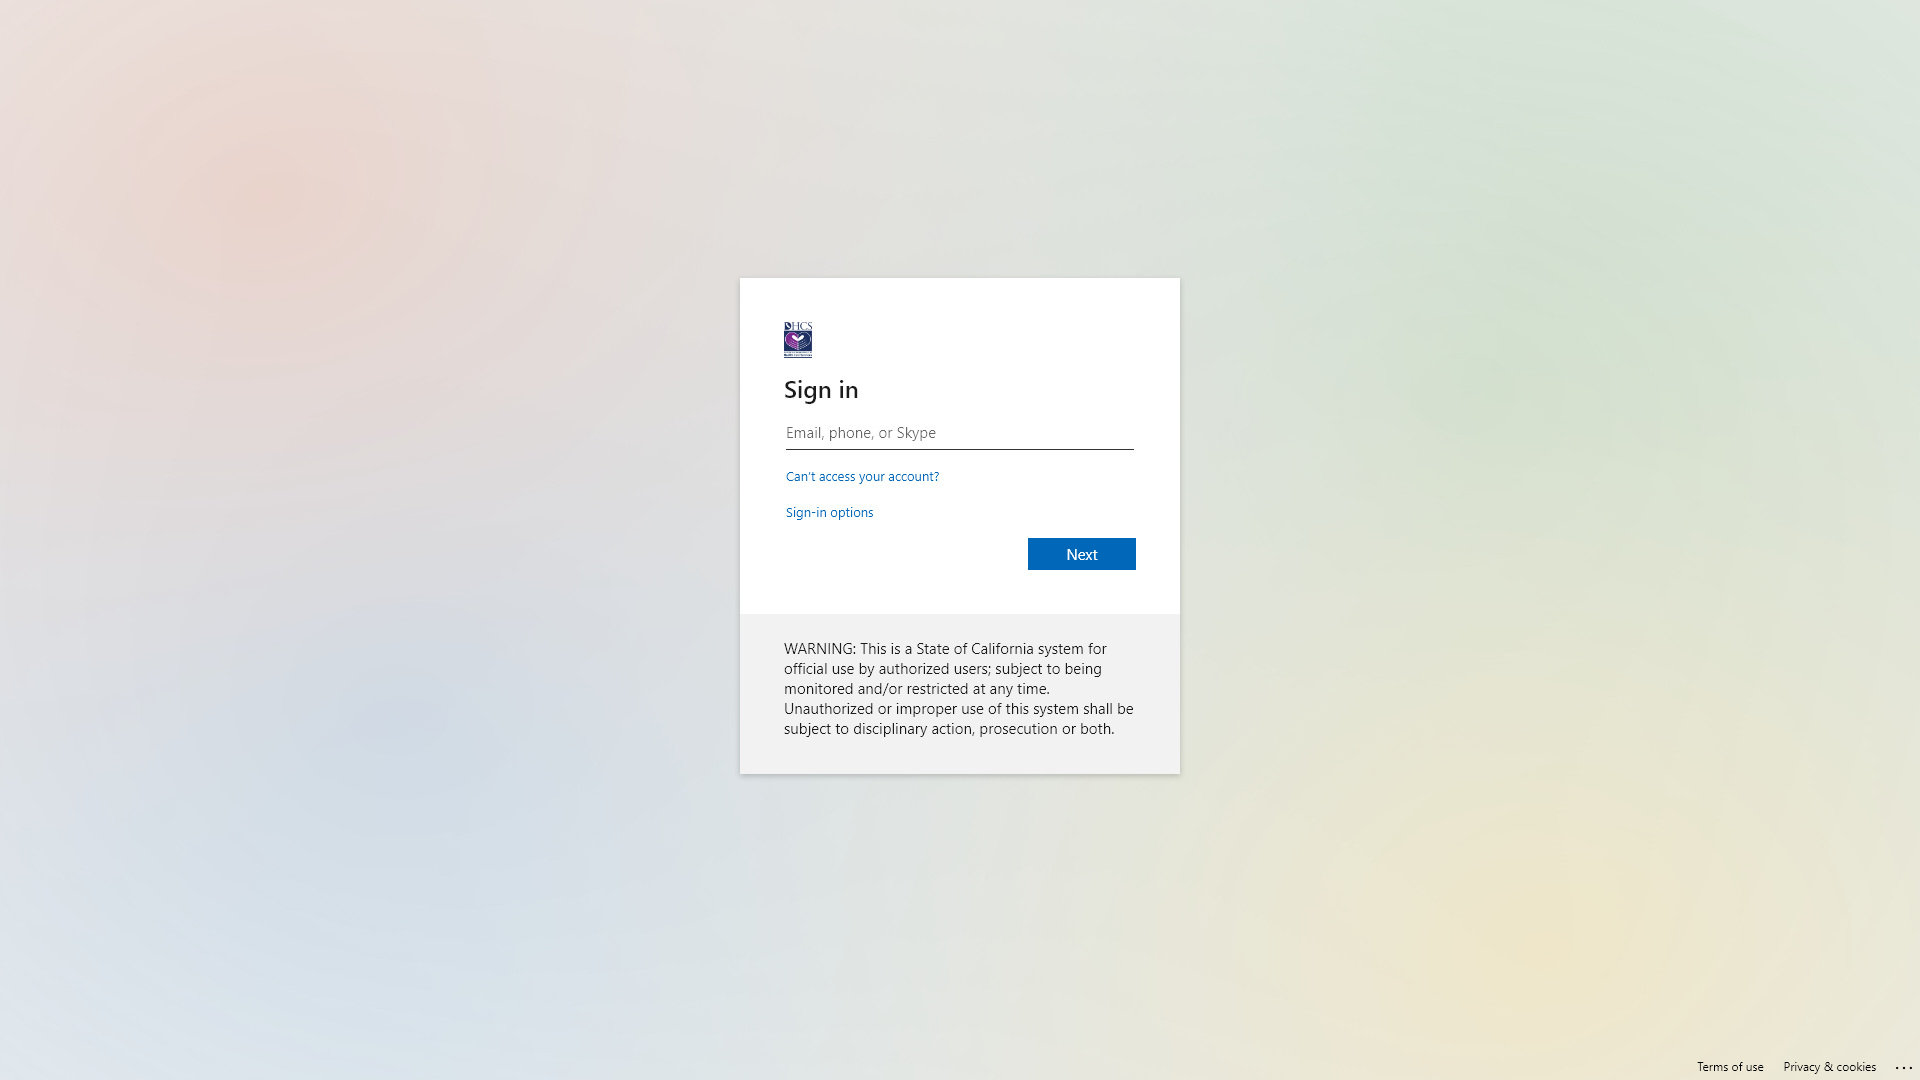 DHCS
Sign in
Email, phone, or Skype
Can't access your account?
Sign-in options
Next
WARNING: This is a State of California system for
official use by authorized users; subject to being
monitored and/or restricted at any time.
Unauthorized or improper use of this system shall be
subject to disciplinary action, prosecution or both.
Terms of use Privacy & cookies ...